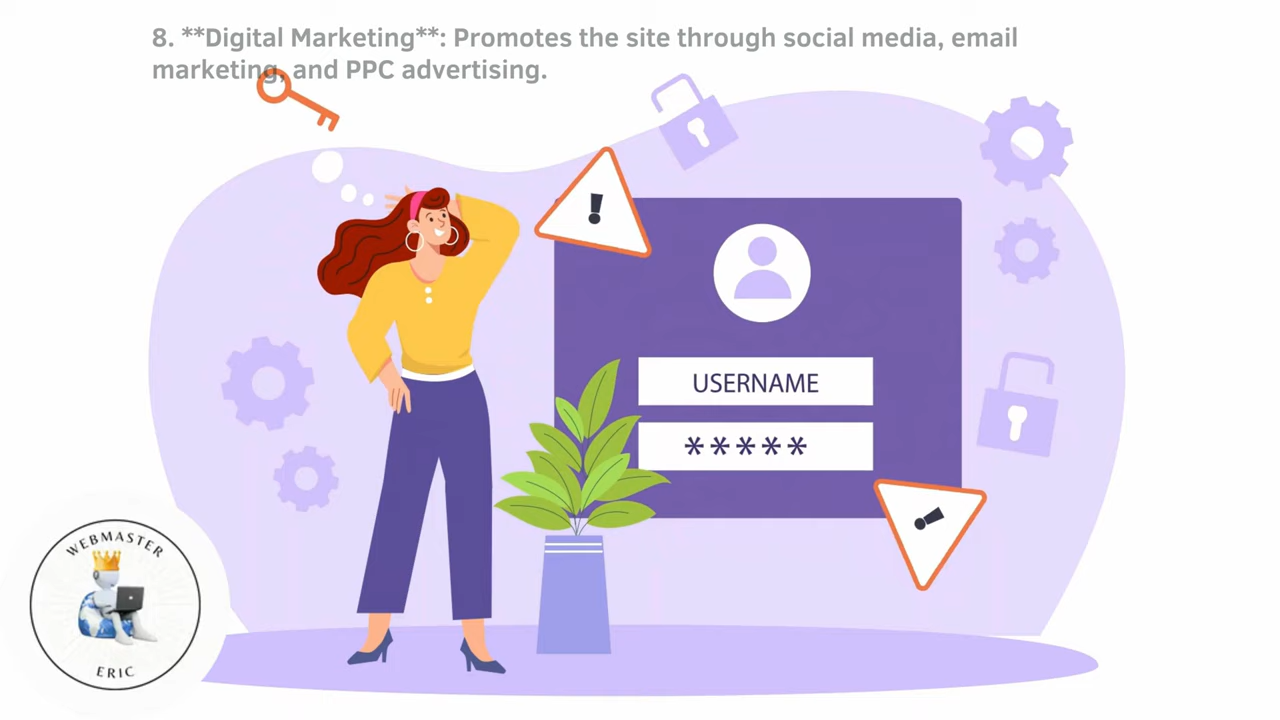 8. **Digital Marketing**: Promotes the site through social media, email
marketing, and PPC advertising.
!
USERNAME
*****
!
WEBMASTER
ERIC